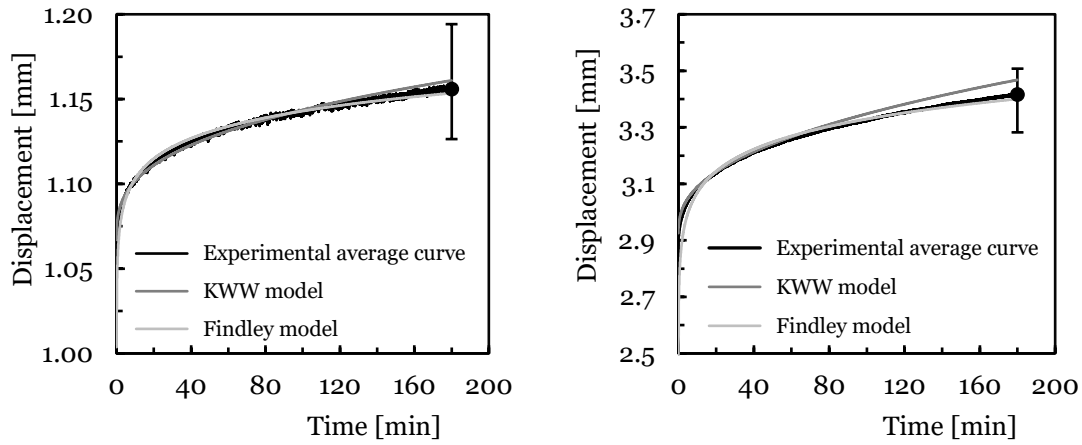 Displacement [mm]
1.20
1.15
1.10
1.05
1.00
Experimental average curve
KWW model
Findley model
0 40 80 120 160 200
Time [min]
Displacement [mm]
3.7
3.5
3.3
3.1
2.9
2.7
2.5
Experimental average curve
KWW model
Findley model
0 40 80 120 160 200
Time [min]